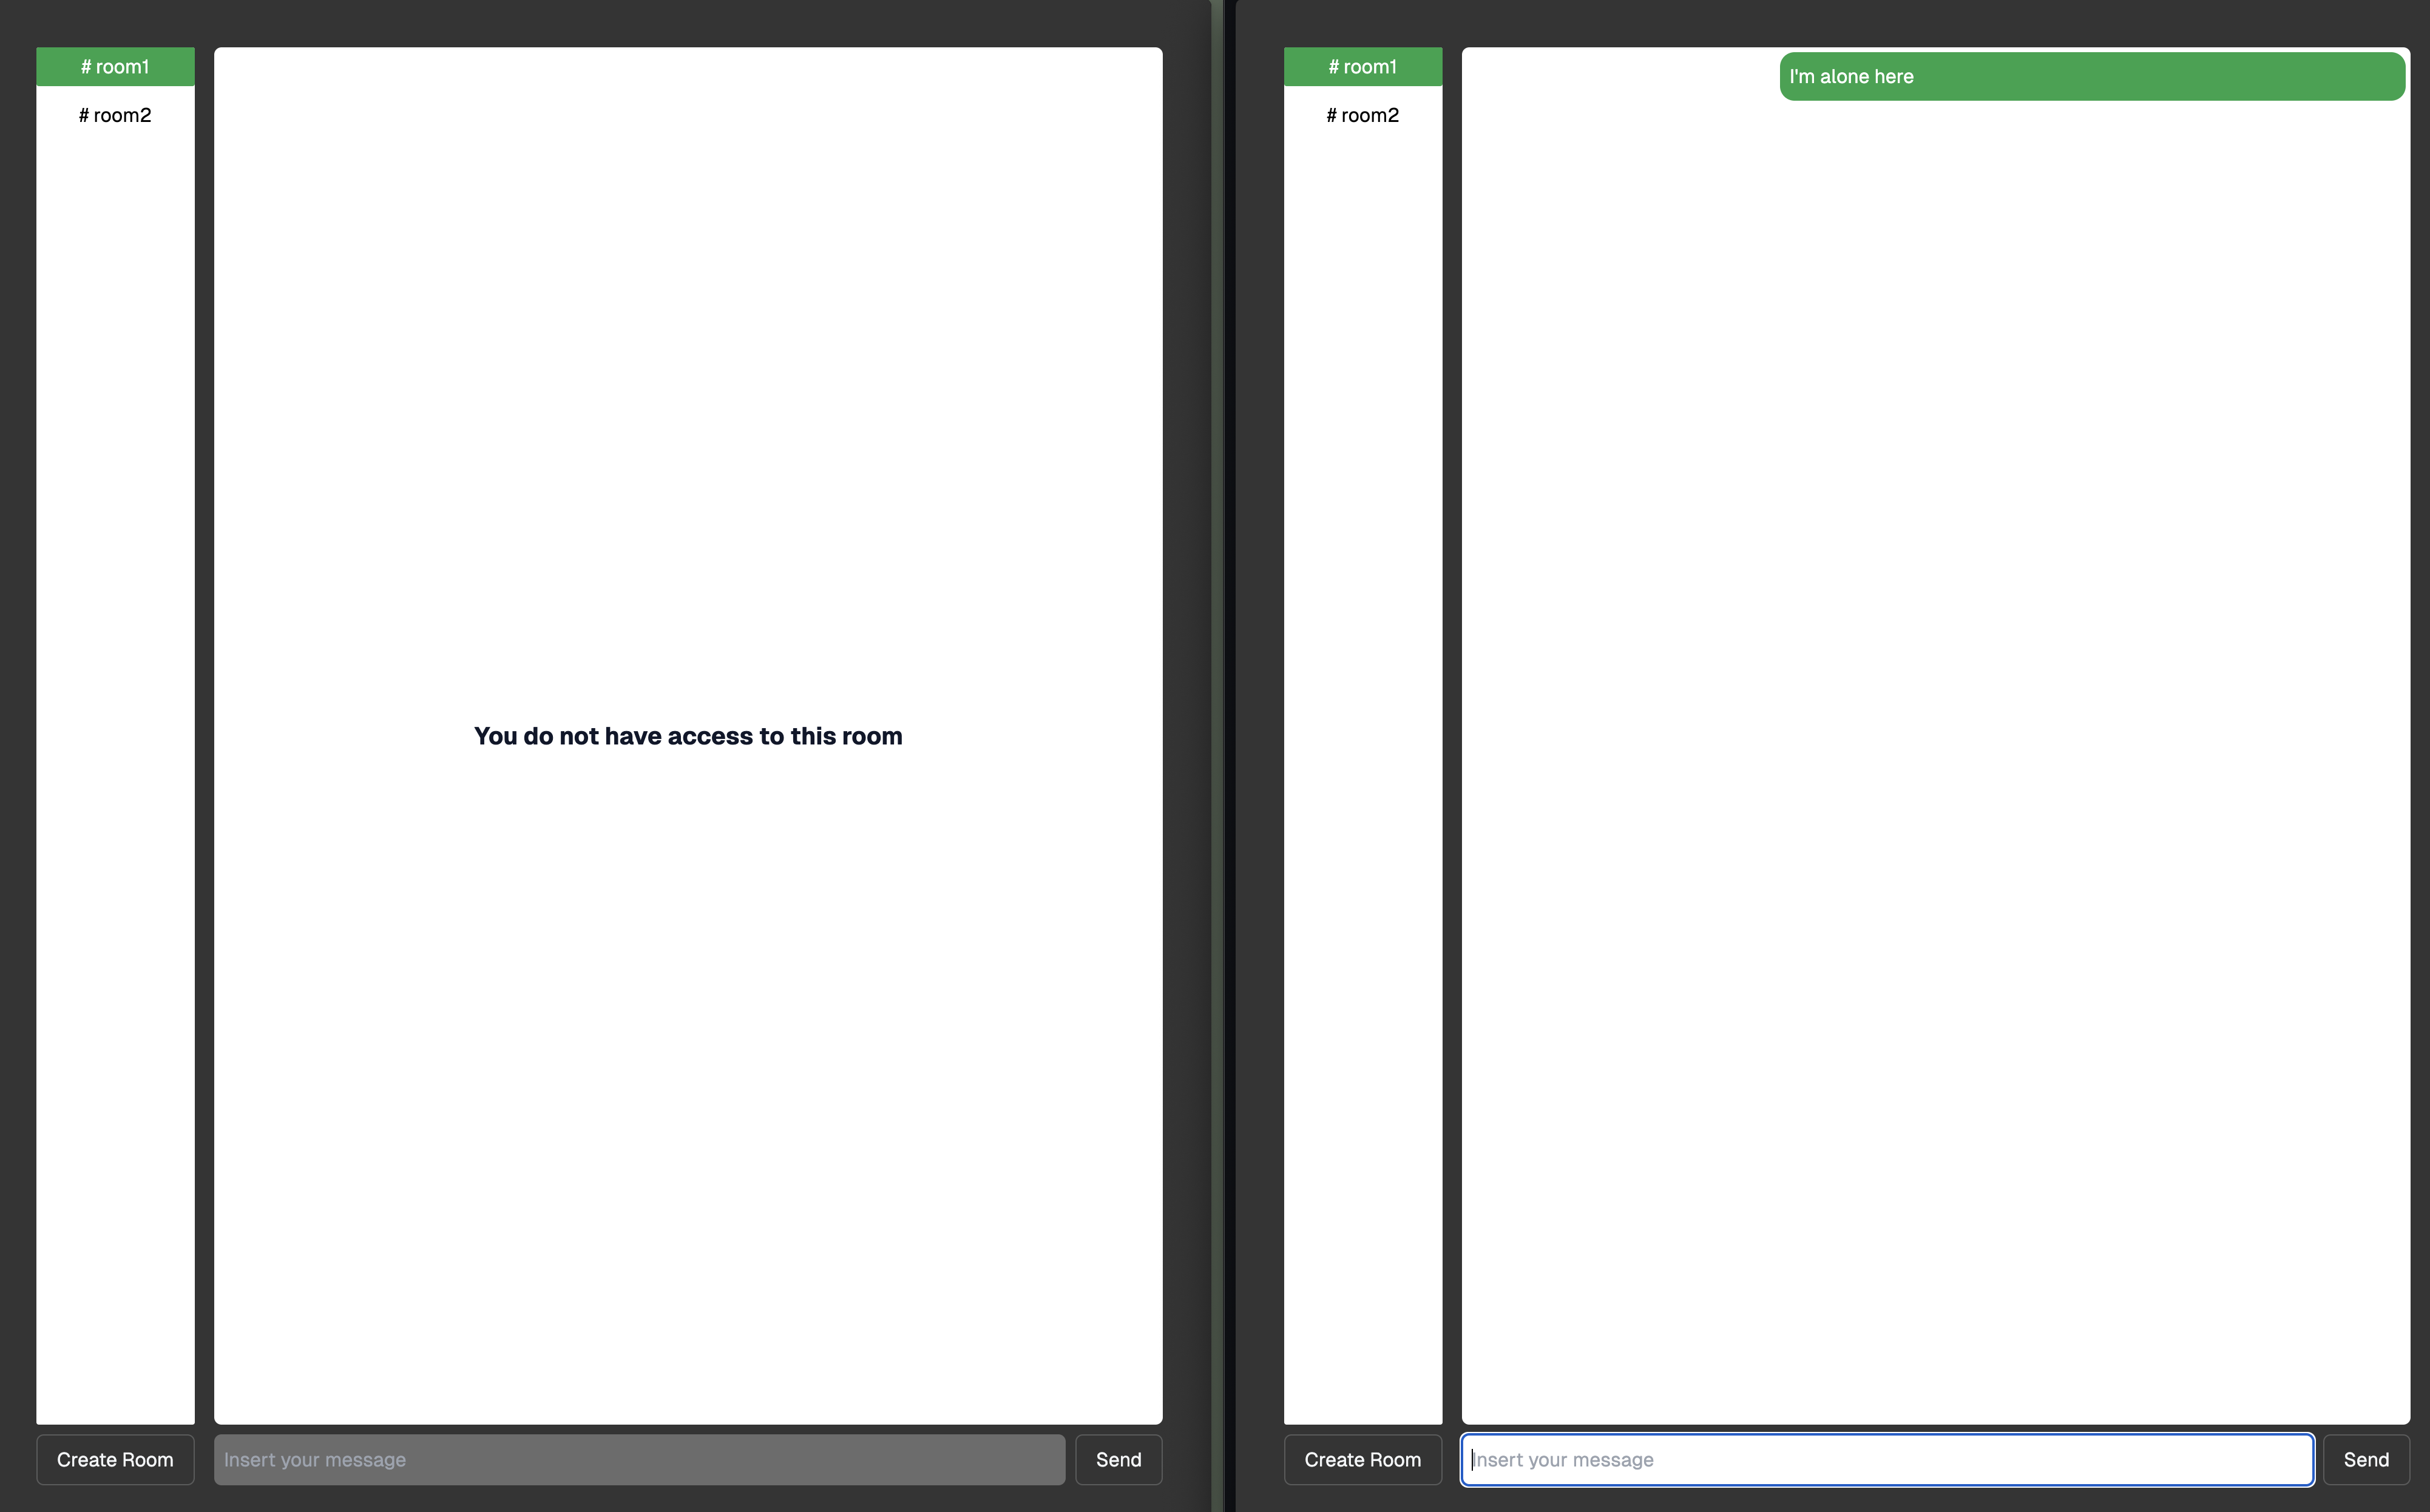 # room1
# room2
You do not have access to this room
Create Room
Insert your message
Send
# room1
# room2
I'm alone here
Create Room
Insert your message
Send